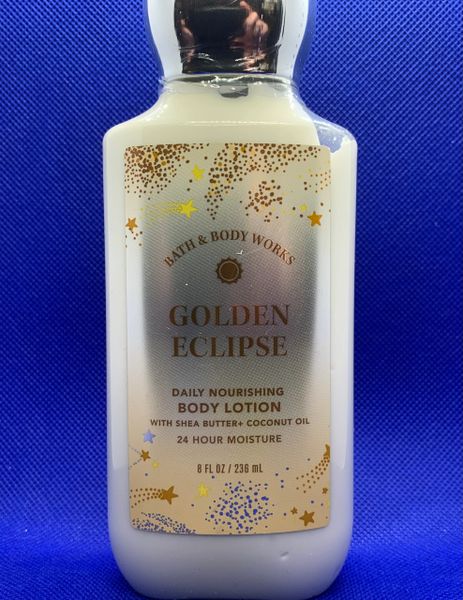 BATH & BODY WORKS
GOLDEN
ECLIPSE
DAILY NOURISHING
BODY LOTION
WITH SHEA BUTTER+ COCONUT OIL
24 HOUR MOISTURE
8 FL OZ / 236 mL